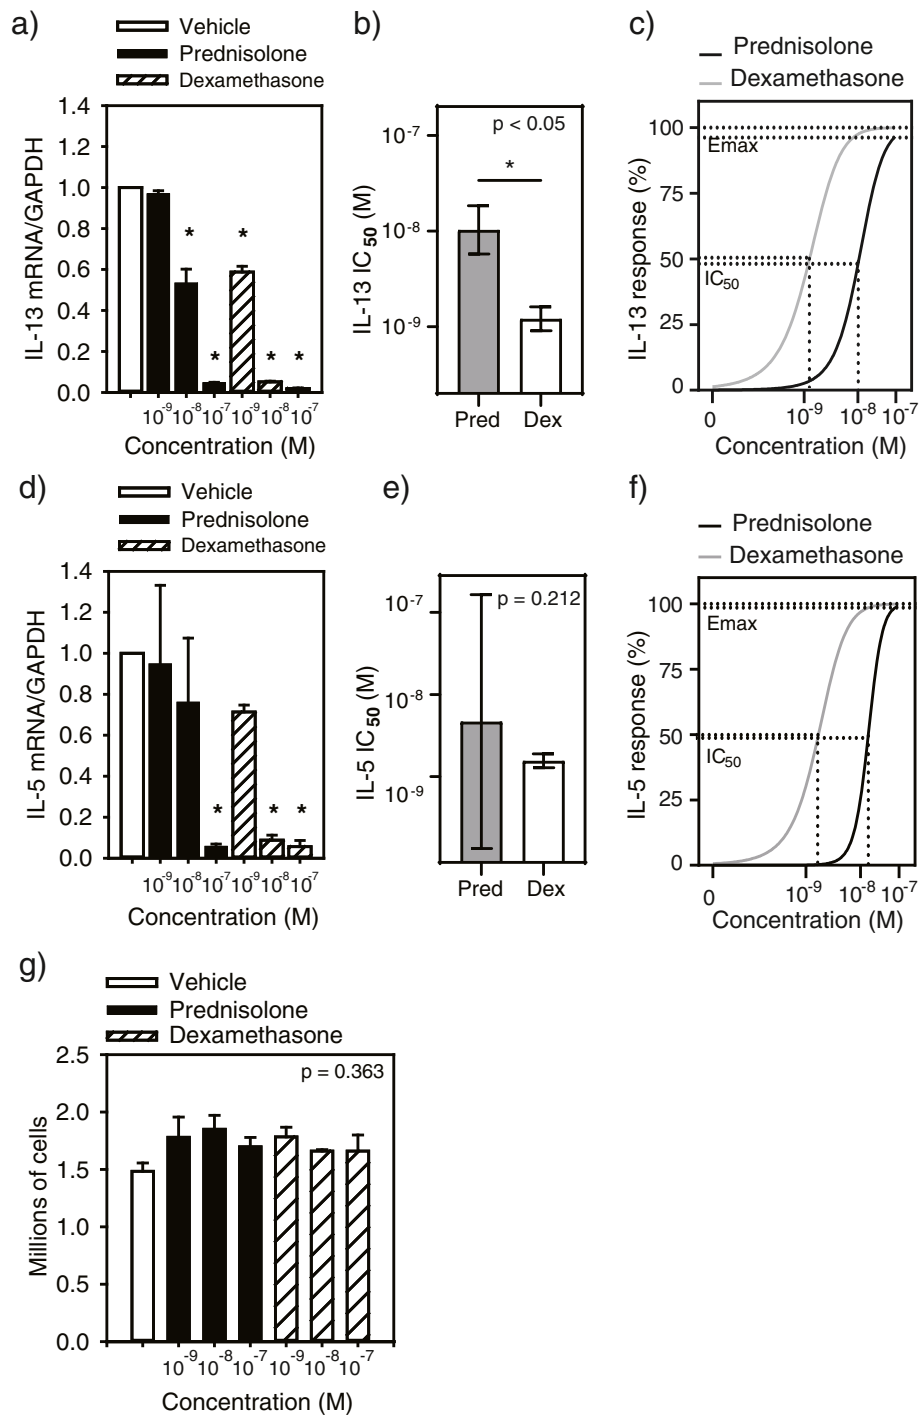 a)
Vehicle
Prednisolone
Dexamethasone
1.4
1.2
1.0
0.8
0.6
0.4
0.2
0.0
IL-13 mRNA/GAPDH
* * * * *
10-9 10-8 10-7 10-9 10-8 10-7
Concentration (M)
b)
p < 0.05
*
10-7
10-8
10-9
IL-13 IC50 (M)
Pred Dex
c)
Prednisolone
Dexamethasone
100
75
50
25
0
Emax
IC50
IL-13 response (%)
0 10-9 10-8 10-7
Concentration (M)
d)
Vehicle
Prednisolone
Dexamethasone
1.4
1.2
1.0
0.8
0.6
0.4
0.2
0.0
IL-5 mRNA/GAPDH
* * *
10-9 10-8 10-7 10-9 10-8 10-7
Concentration (M)
e)
p = 0.212
10-7
10-8
10-9
IL-5 IC50 (M)
Pred Dex
f)
Prednisolone
Dexamethasone
100
75
50
25
0
Emax
IC50
IL-5 response (%)
0 10-9 10-8 10-7
Concentration (M)
g)
Vehicle
Prednisolone
Dexamethasone
p = 0.363
2.5
2.0
1.5
1.0
0.5
0.0
Millions of cells
10-9 10-8 10-7 10-9 10-8 10-7
Concentration (M)